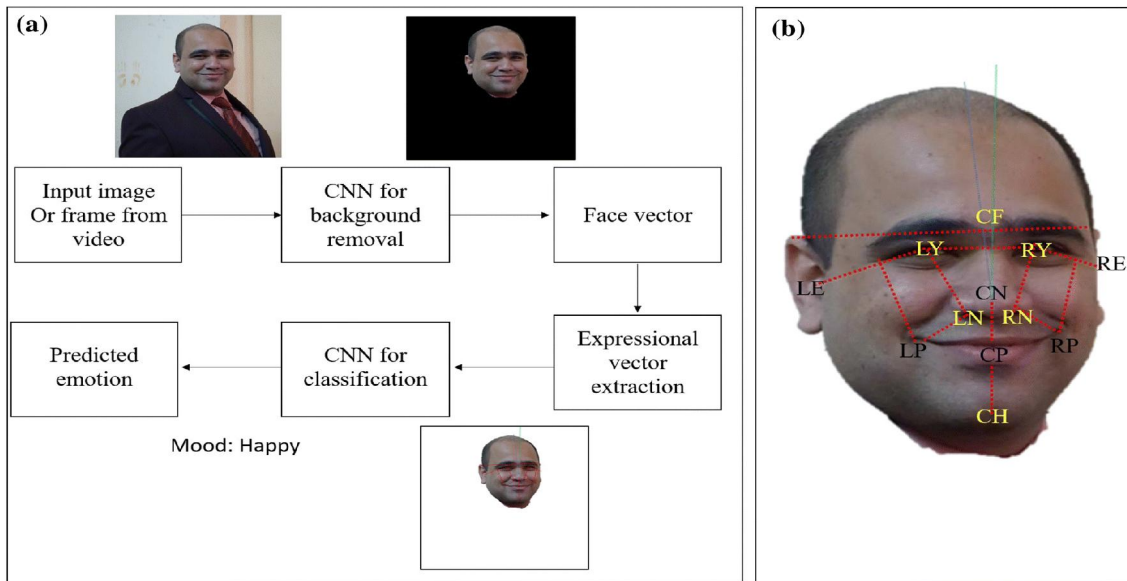 (a)
Input image
Or frame from
video
CNN for
background
removal
Face vector
Predicted
emotion
CNN for
classification
Expressional
vector
extraction
Mood: Happy
(b)
CF
LY
RY
LE
RE
CN
LN
RN
LP
CP
RP
CH